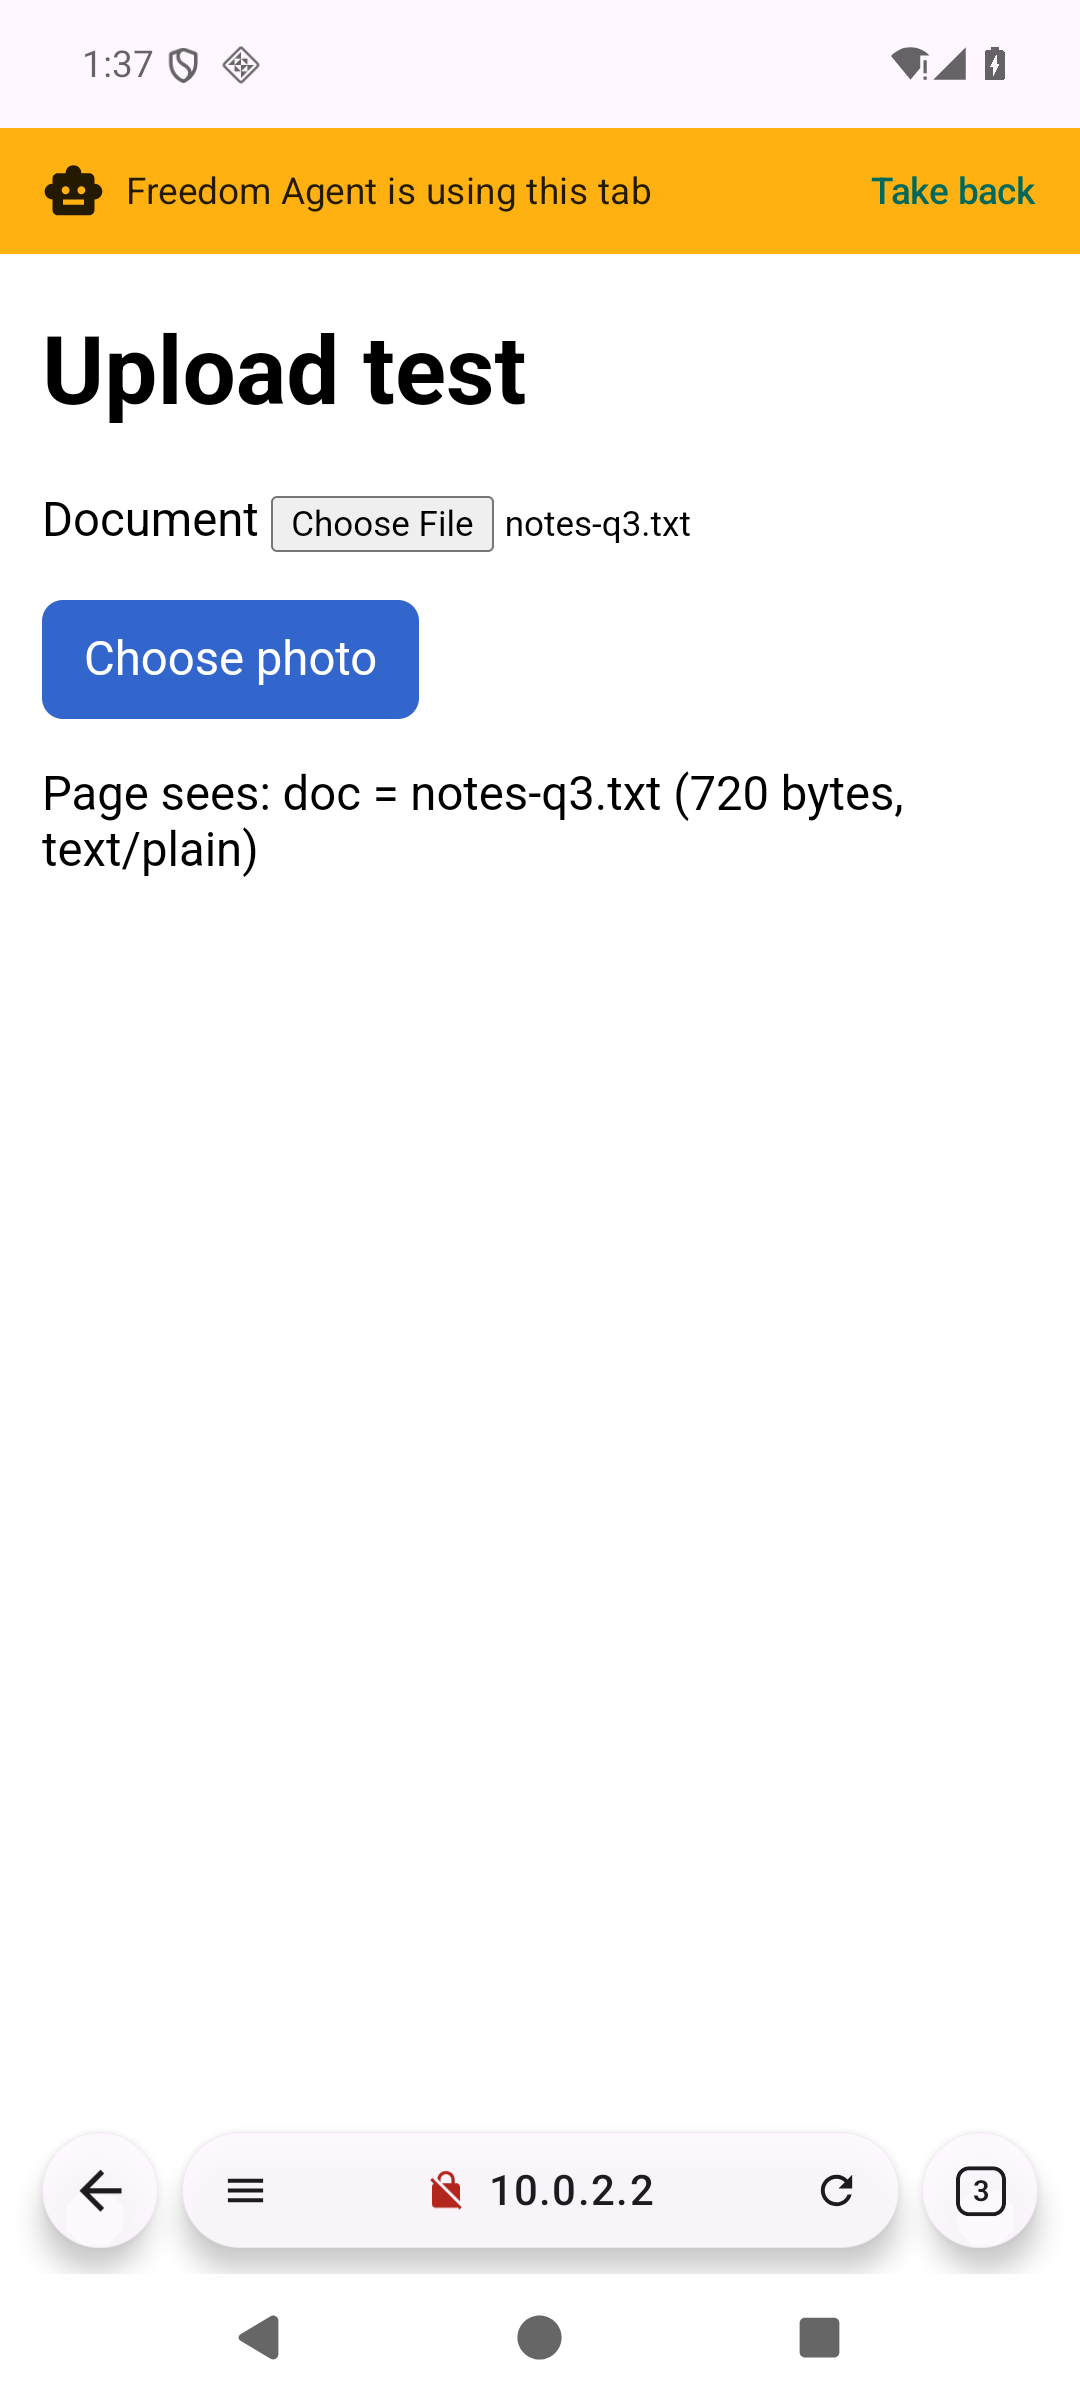 1:37
Freedom Agent is using this tab
Take back
Upload test
Document Choose File notes-q3.txt
Choose photo
Page sees: doc = notes-q3.txt (720 bytes,
text/plain)
10.0.2.2
3